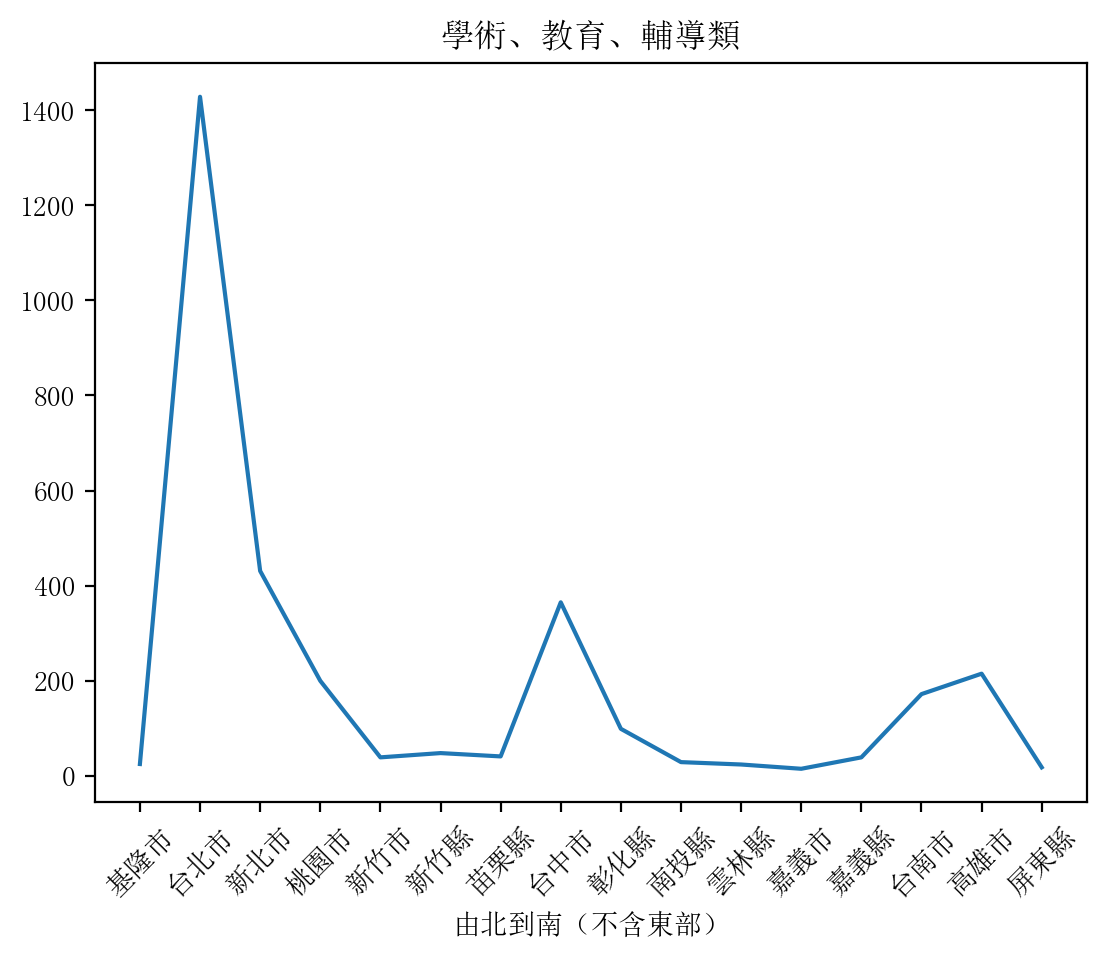 學術、教育、輔導類
1400
1200
1000
800
600
400
200
0
基隆市
台北市
新北市
桃園市
新竹市
新竹縣
苗栗縣
台中市
彰化縣
南投縣
雲林縣
嘉義市
嘉義縣
台南市
高雄市
屏東縣
由北到南（不含東部）